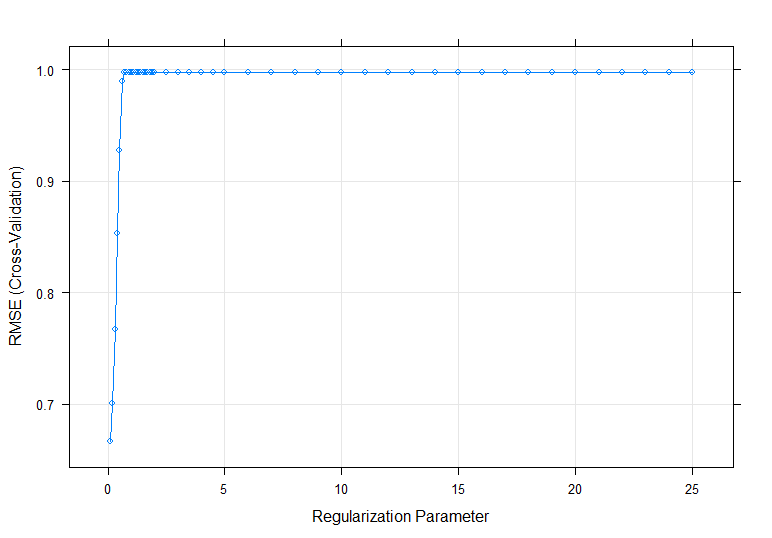 RMSE (Cross-Validation)
1.0
0.9
0.8
0.7
0 5 10 15 20 25
Regularization Parameter